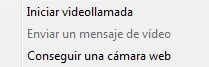 Iniciar videollamada
Enviar un mensaje de vídeo
Conseguir una cámara web